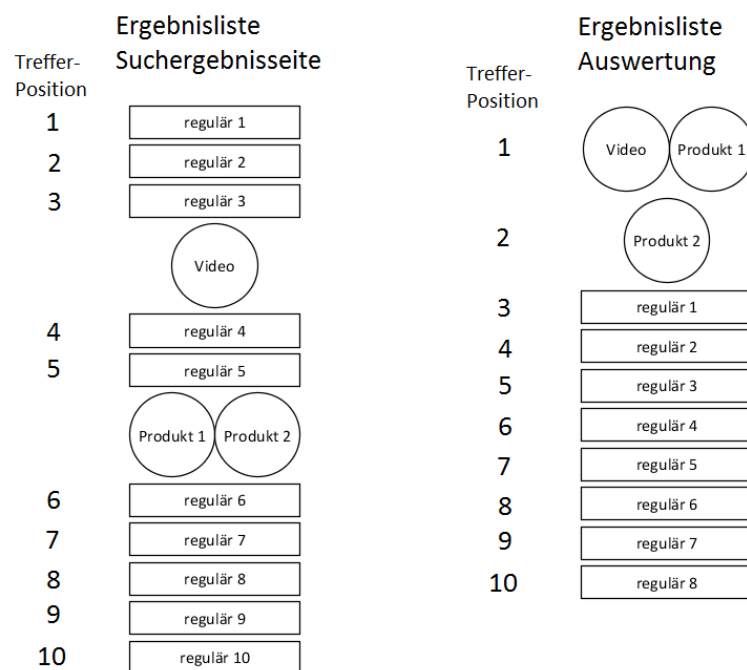 Ergebnisliste
Suchergebnisseite
Treffer-
Position
1 regulär 1
2 regulär 2
3 regulär 3
Video
4 regulär 4
5 regulär 5
Produkt 1 Produkt 2
6 regulär 6
7 regulär 7
8 regulär 8
9 regulär 9
10 regulär 10
Ergebnisliste
Auswertung
Treffer-
Position
1 Video Produkt 1
2 Produkt 2
3 regulär 1
4 regulär 2
5 regulär 3
6 regulär 4
7 regulär 5
8 regulär 6
9 regulär 7
10 regulär 8